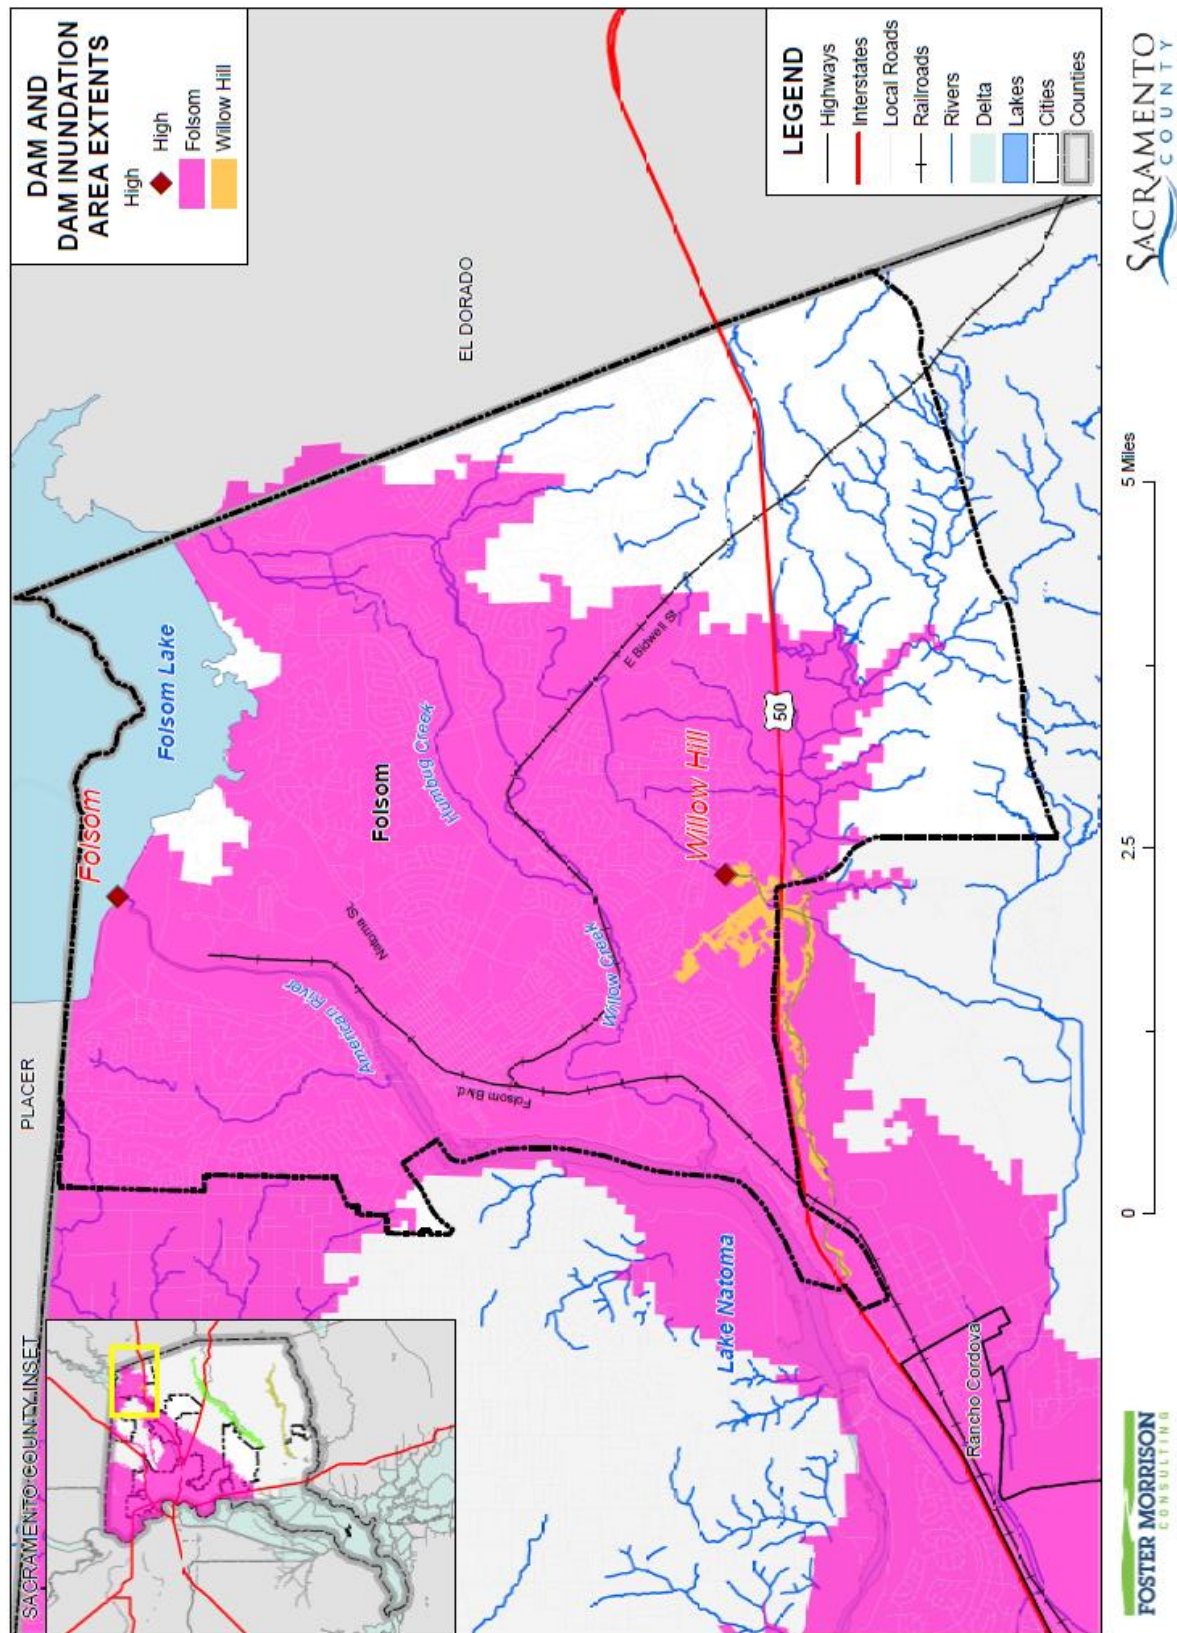 DAM AND
DAM INUNDATION
AREA EXTENTS
High
High
Folsom
Willow Hill
SACRAMENTO COUNTY INSET
PLACER
EL DORADO
Folsom
Folsom Lake
Folsom
Natoma St.
American River
Humbug Creek
Willow Creek
Folsom Blvd.
E Bidwell St.
Willow Hill
50
Lake Natoma
Rancho Cordova
LEGEND
Highways
Interstates
Local Roads
Railroads
Rivers
Delta
Lakes
Cities
Counties
0
2.5
5 Miles
FOSTER MORRISON
CONSULTING
SACRAMENTO
COUNTY